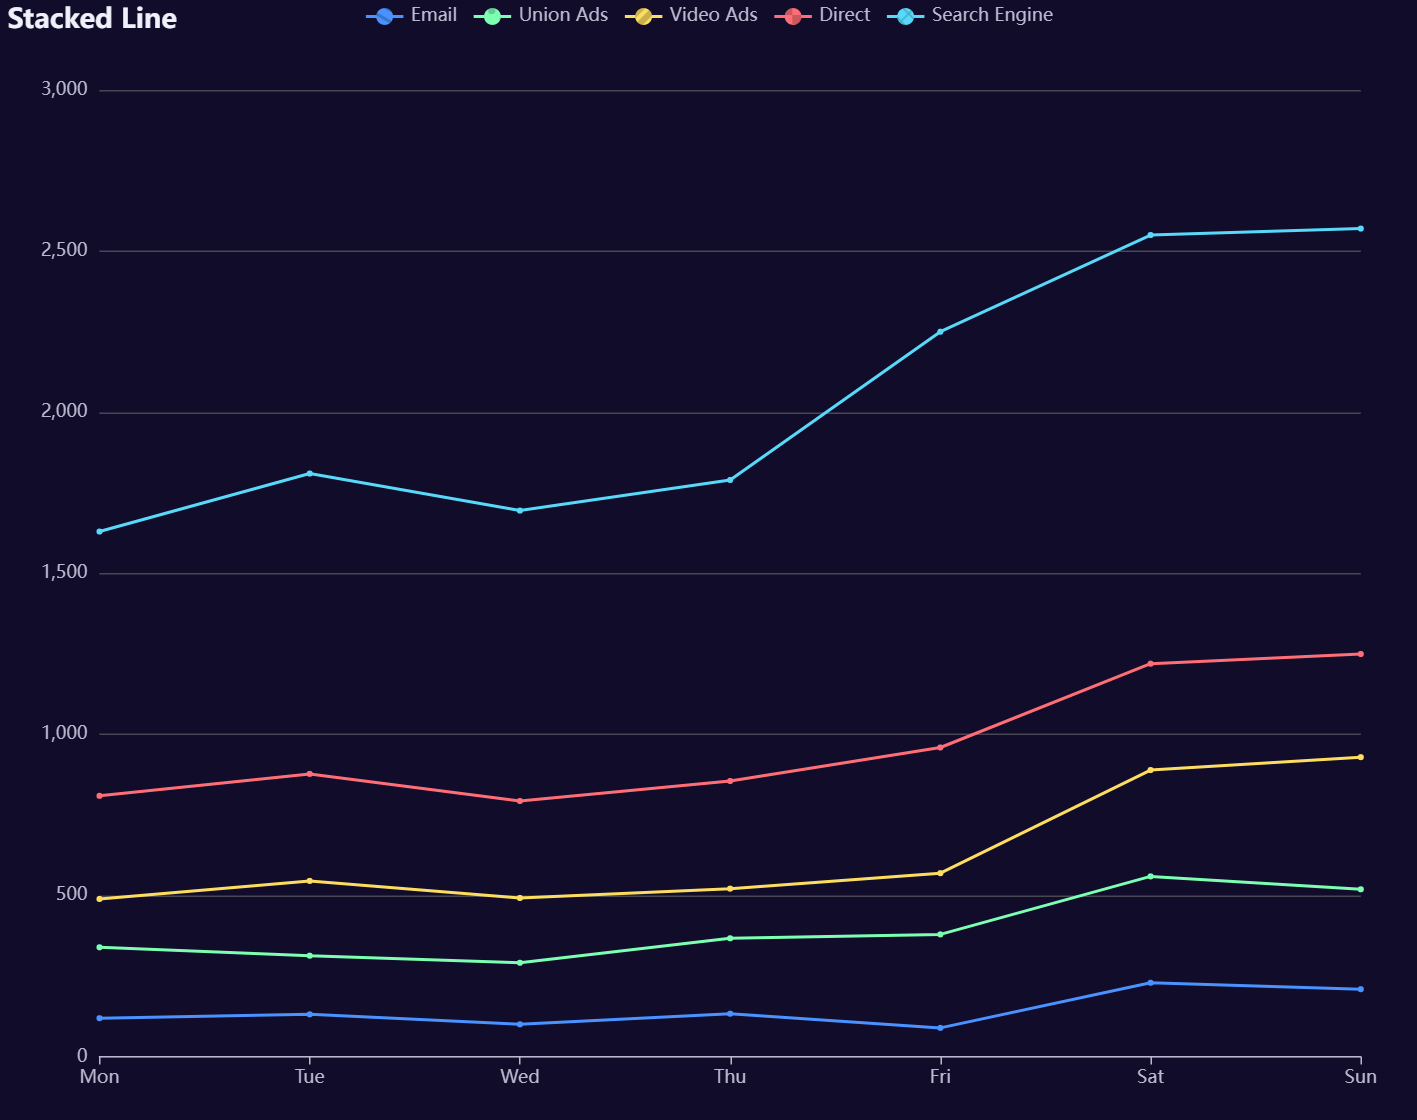 Stacked Line
Email Union Ads Video Ads Direct Search Engine
3,000
2,500
2,000
1,500
1,000
500
0
Mon Tue Wed Thu Fri Sat Sun